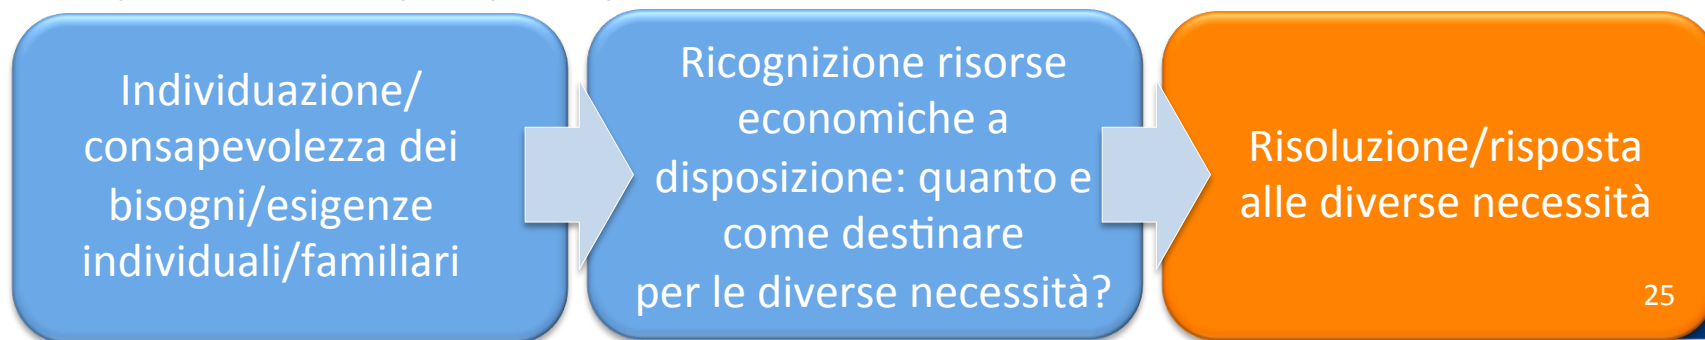 Individuazione/
consapevolezza dei
bisogni/esigenze
individuali/familiari
Ricognizione risorse
economiche a
disposizione: quanto e
come destinare
per le diverse necessità?
Risoluzione/risposta
alle diverse necessità
25